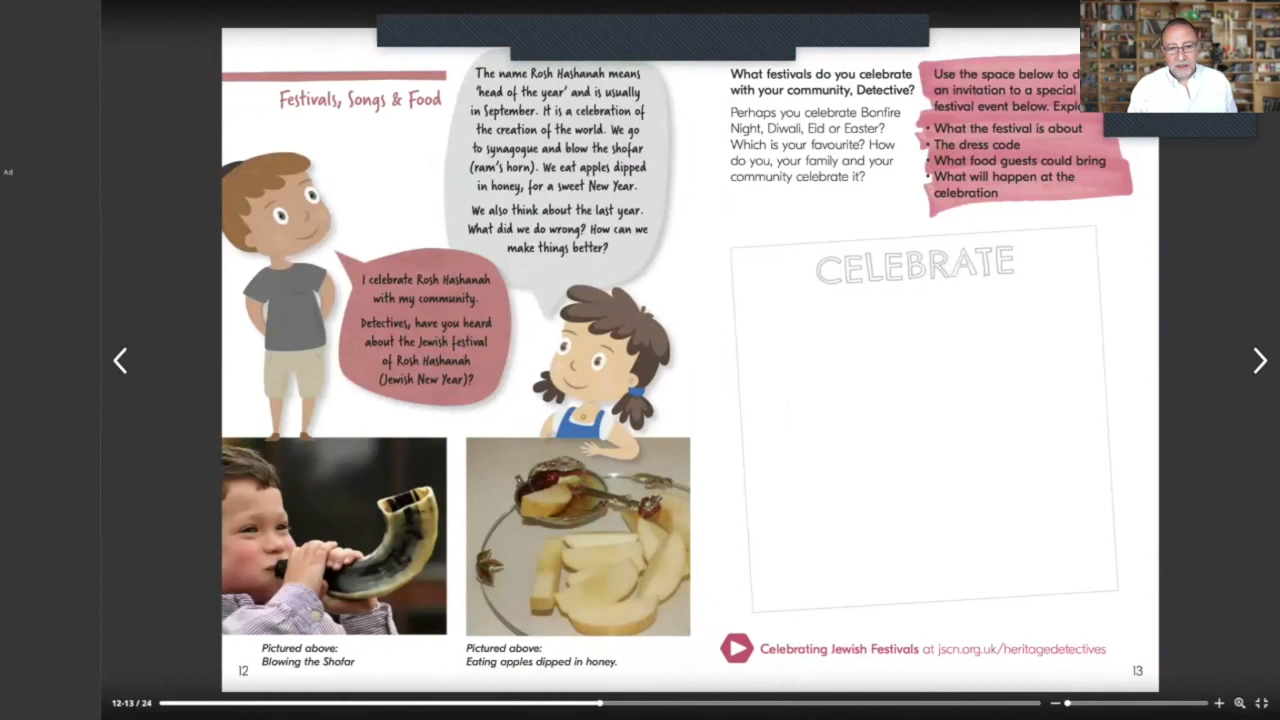 Ad
Festivals, Songs & Food
The name Rosh Hashanah means
'head of the year' and is usually
in September. It is a celebration of
the creation of the world. We go
to synagogue and blow the shofar
(ram's horn). We eat apples dipped
in honey, for a sweet New Year.
We also think about the last year.
What did we do wrong? How can we
make things better?
I celebrate Rosh Hashanah
with my community.
Detectives, have you heard
about the Jewish festival
of Rosh Hashanah
(Jewish New Year)?
Pictured above:
Blowing the Shofar
Pictured above:
Eating apples dipped in honey.
12
What festivals do you celebrate
with your community, Detective?
Perhaps you celebrate Bonfire
Night, Diwali, Eid or Easter?
Which is your favourite? How
do you, your family and your
community celebrate it?
Use the space below to
an invitation to a special
festival event below.
• What the festival is about
• The dress code
• What food guests could bring
• What will happen at the
celebration
CELEBRATE
Celebrating Jewish Festivals at jscn.org.uk/heritagedetectives
13
12-13 / 24